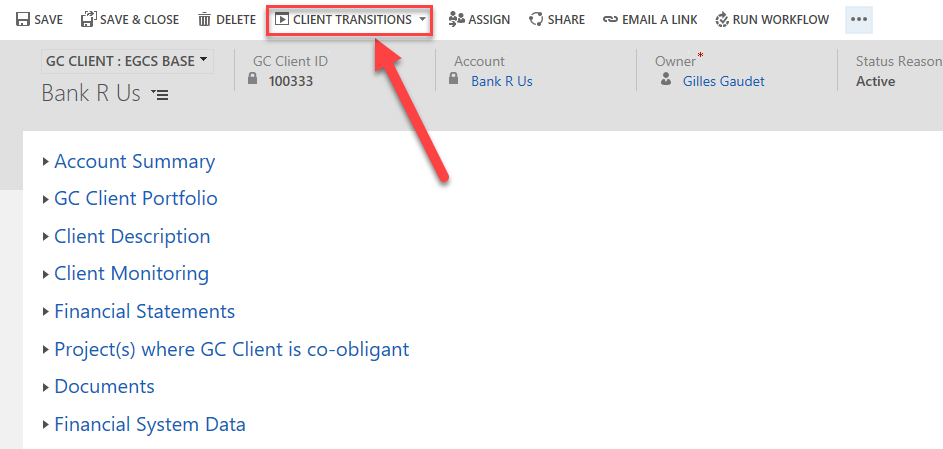 SAVE SAVE & CLOSE DELETE CLIENT TRANSITIONS ASSIGN SHARE EMAIL A LINK RUN WORKFLOW ...
GC CLIENT : EGCS BASE GC Client ID Account Owner * Status Reason
100333 Bank R Us Gilles Gaudet Active
Bank R Us
Account Summary
GC Client Portfolio
Client Description
Client Monitoring
Financial Statements
Project(s) where GC Client is co-obligant
Documents
Financial System Data